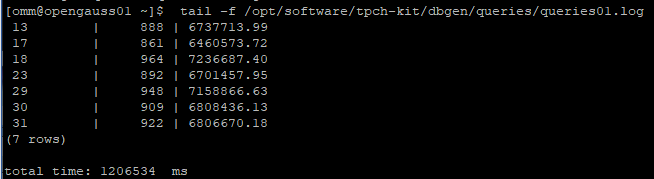 [omm@opengauss01 ~]$  tail -f /opt/software/tpch-kit/dbgen/queries/queries01.log
 13        |     888 | 6737713.99
 17        |     861 | 6460573.72
 18        |     964 | 7236687.40
 23        |     892 | 6701457.95
 29        |     948 | 7158866.63
 30        |     909 | 6808436.13
 31        |     922 | 6806670.18
(7 rows)
total time: 1206534  ms